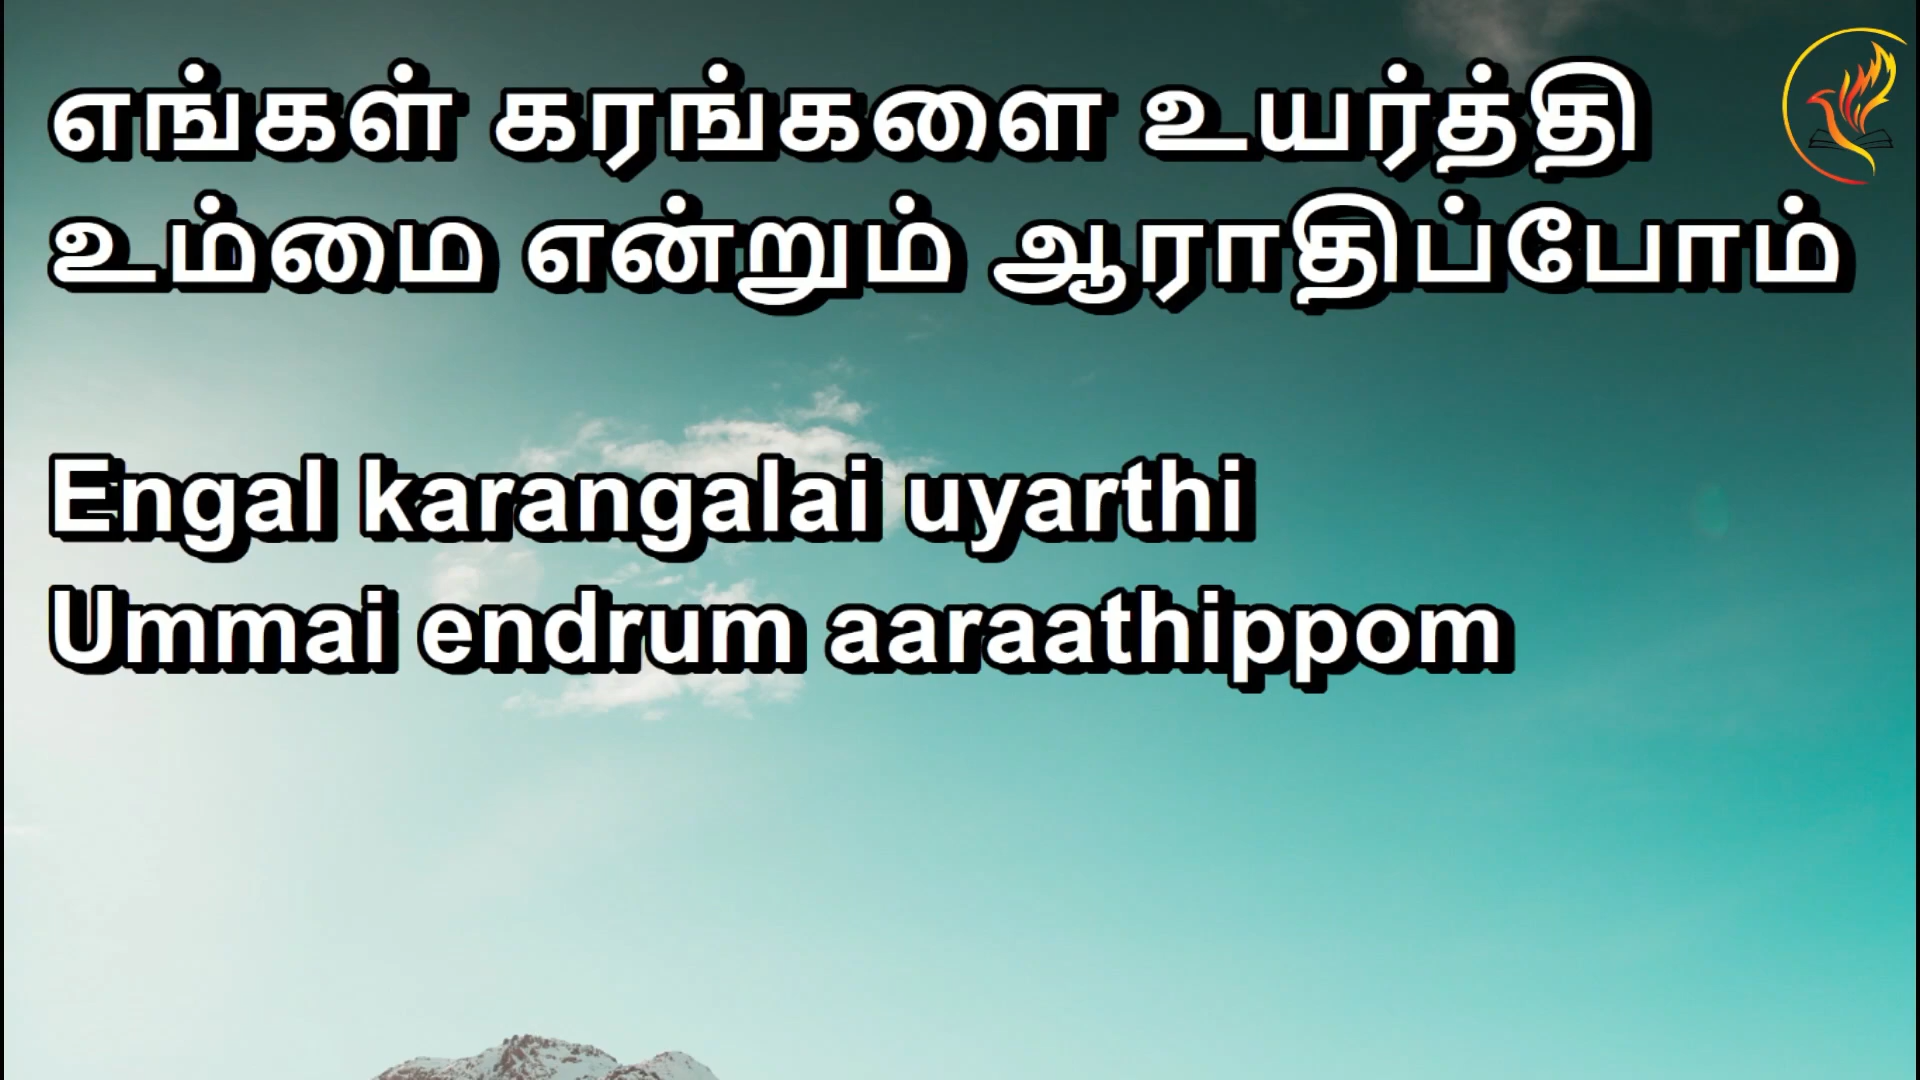 எங்கள் கரங்களை உயர்த்தி
உம்மை என்றும் ஆராதிப்போம்
Engal karangalai uyarthi
Ummai endrum aaraathippom